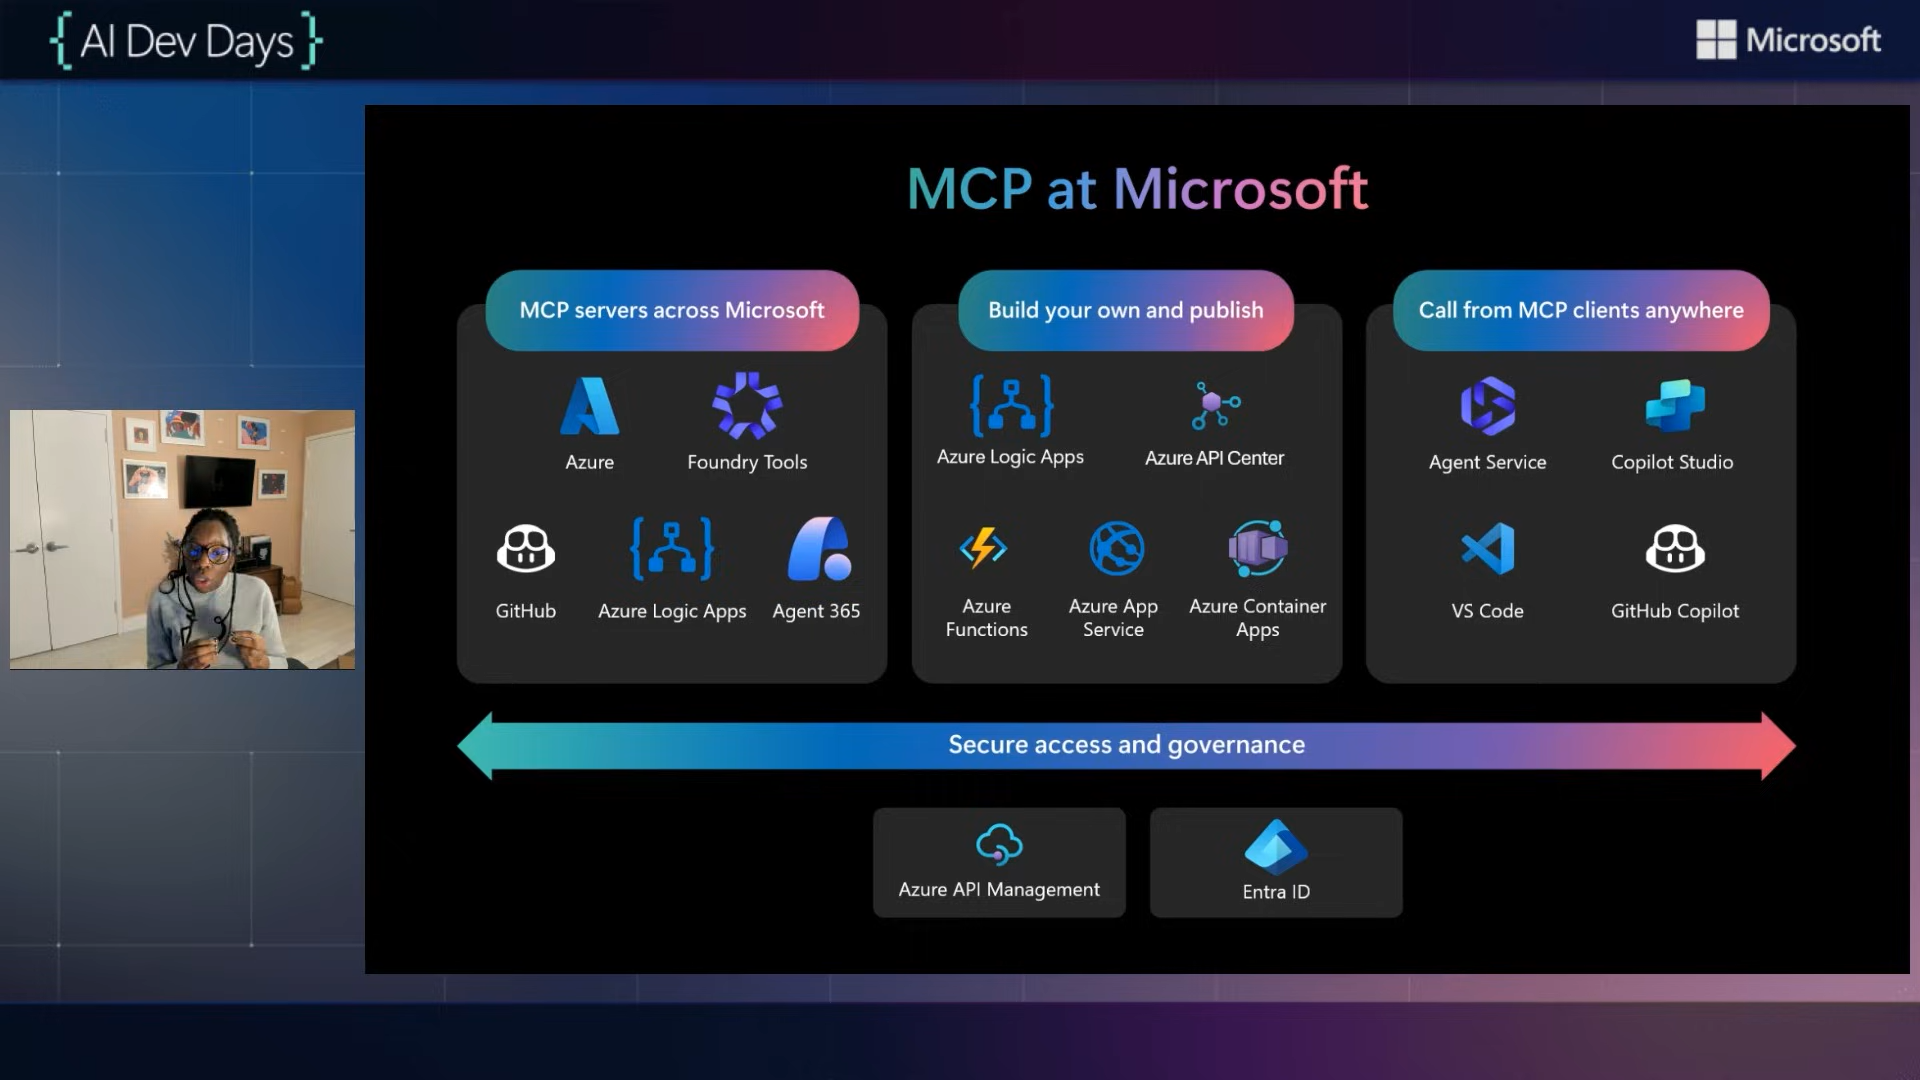 { AI Dev Days }
Microsoft
MCP at Microsoft
MCP servers across Microsoft
Azure
Foundry Tools
GitHub
Azure Logic Apps
Agent 365
Build your own and publish
Azure Logic Apps
Azure API Center
Azure
Functions
Azure App
Service
Azure Container
Apps
Call from MCP clients anywhere
Agent Service
Copilot Studio
VS Code
GitHub Copilot
Secure access and governance
Azure API Management
Entra ID